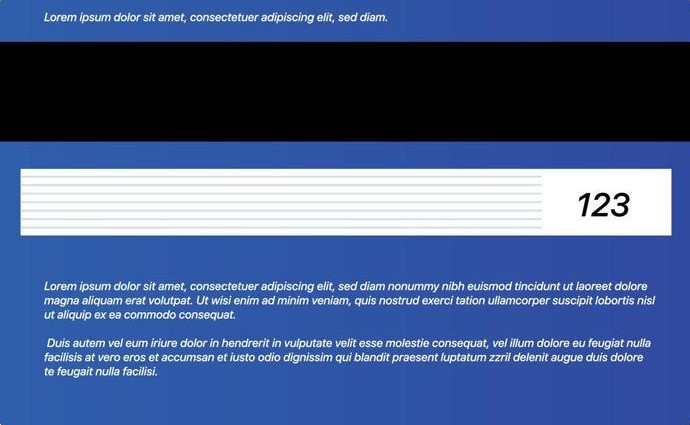 Lorem ipsum dolor sit amet, consectetuer adipiscing elit, sed diam.
123
Lorem ipsum dolor sit amet, consectetuer adipiscing elit, sed diam nonummy nibh euismod tincidunt ut laoreet dolore
magna aliquam erat volutpat. Ut wisi enim ad minim veniam, quis nostrud exerci tation ullamcorper suscipit lobortis nisl
ut aliquip ex ea commodo consequat.
Duis autem vel eum iriure dolor in hendrerit in vulputate velit esse molestie consequat, vel illum dolore eu feugiat nulla
facilisis at vero eros et accumsan et iusto odio dignissim qui blandit praesent luptatum zzril delenit augue duis dolore
te feugait nulla facilisi.